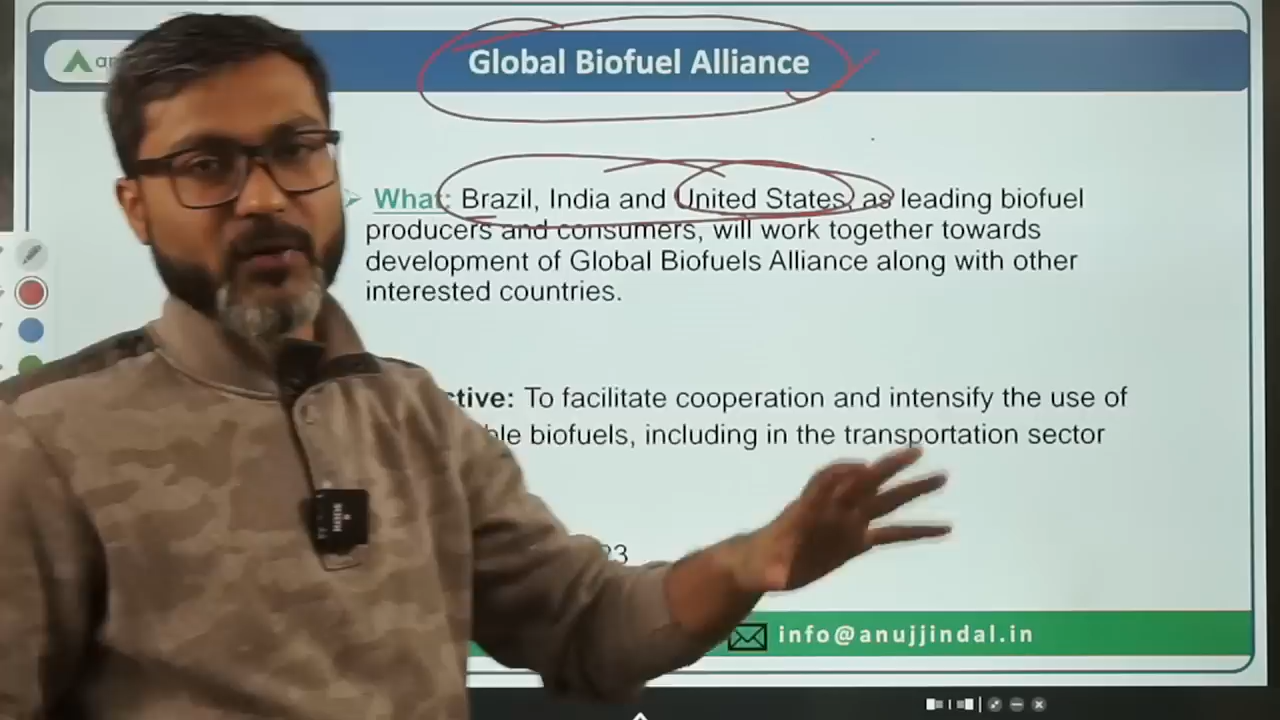 Global Biofuel Alliance
What: Brazil, India and United States, as leading biofuel
producers and consumers, will work together towards
development of Global Biofuels Alliance along with other
interested countries.
To facilitate cooperation and intensify the use of
biofuels, including in the transportation sector
info@anujjindal.in